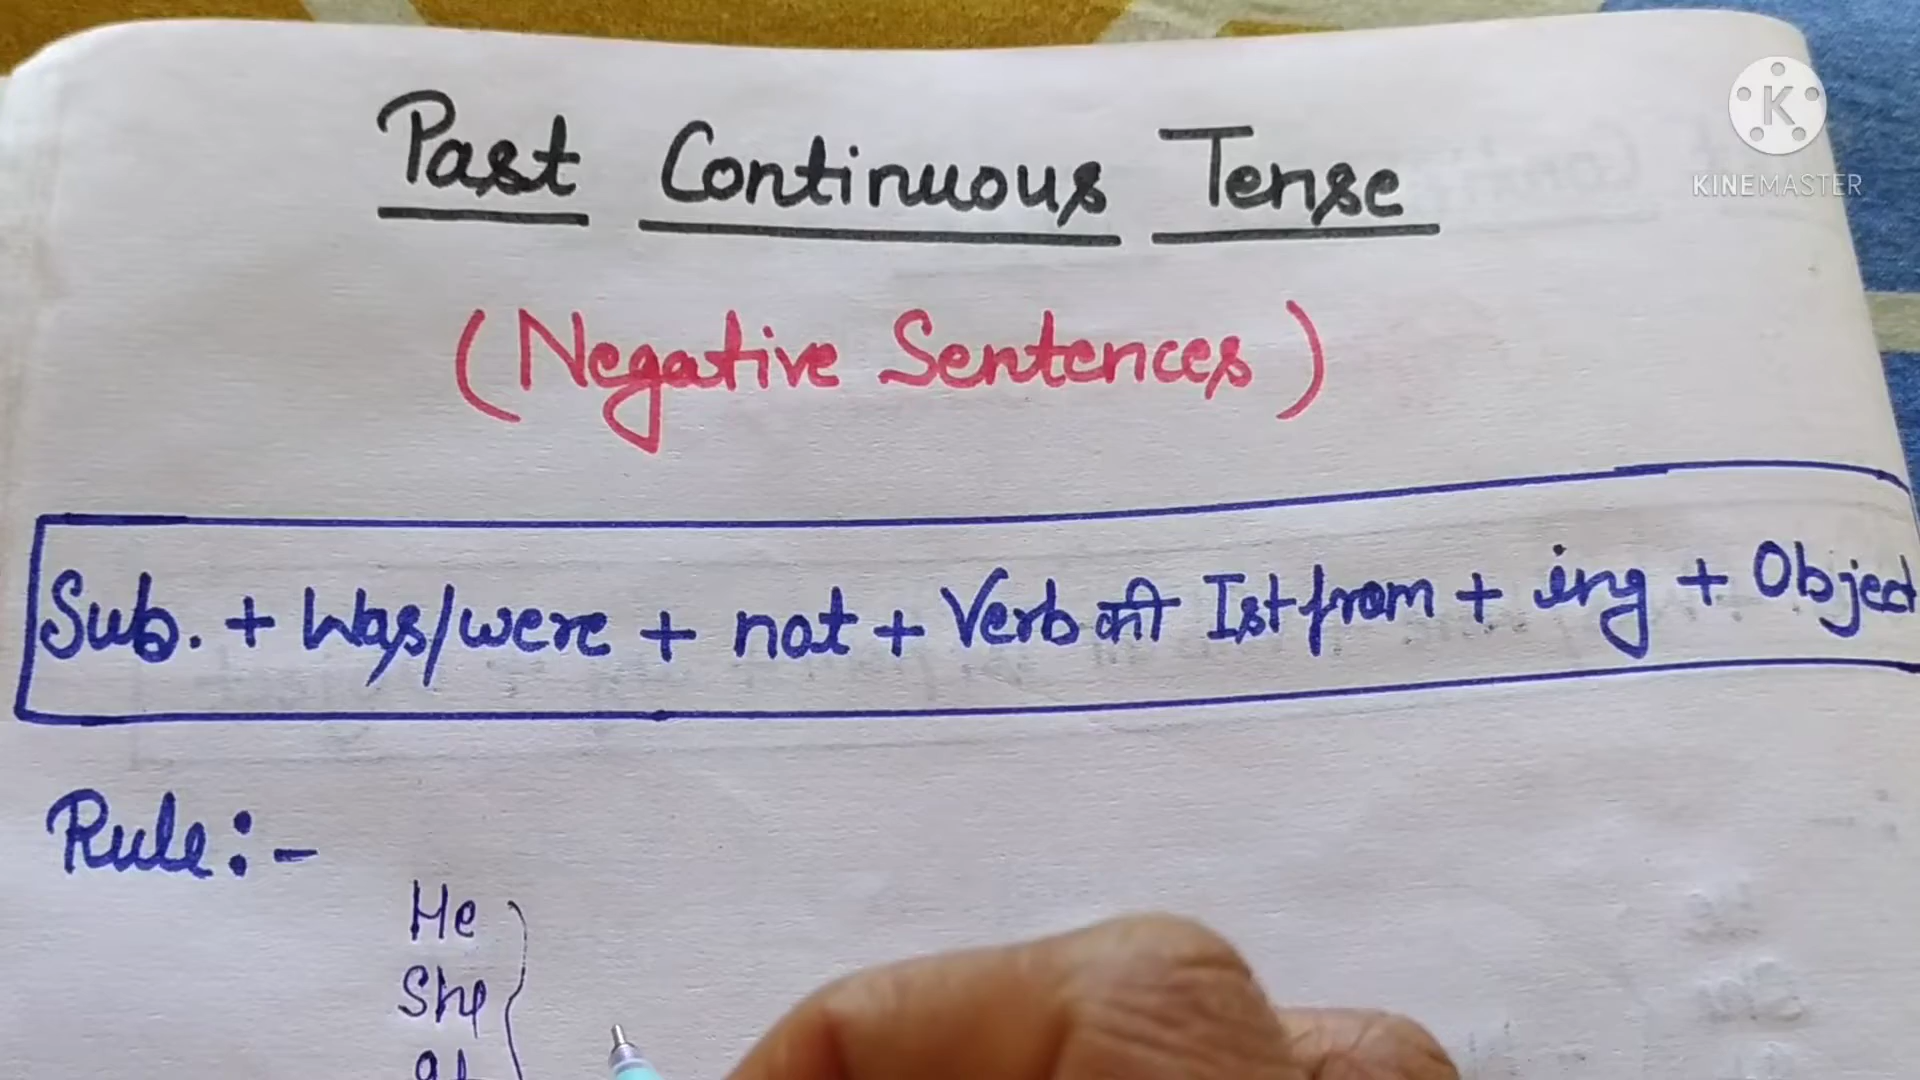 Past Continuous Tense
KINEMASTER
(Negative Sentences)
Sub. + Was/were + not + Verb की Ist from + ing + Object
Rule:-
He
She